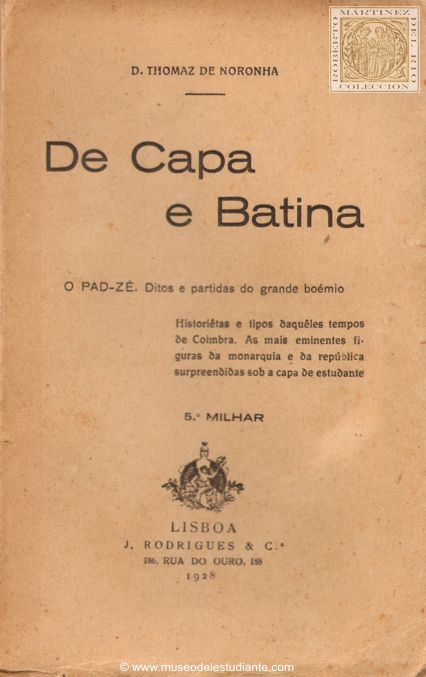 D. THOMAZ DE NORONHA
ROBERTO MARTINEZ DEL RIO
COLECCION
De Capa
e Batina
O PAD-ZÉ. Ditos e partidas do grande boémio
Historiêtas e tipos daquêles tempos
de Coimbra. As mais eminentes fi-
guras da monarquia e da república
surpreendidas sob a capa de estudante
5.º MILHAR
LISBOA
J. RODRIGUES & C.ª
186, RUA DO OURO, 188
1928
© www.museodelestudiante.com